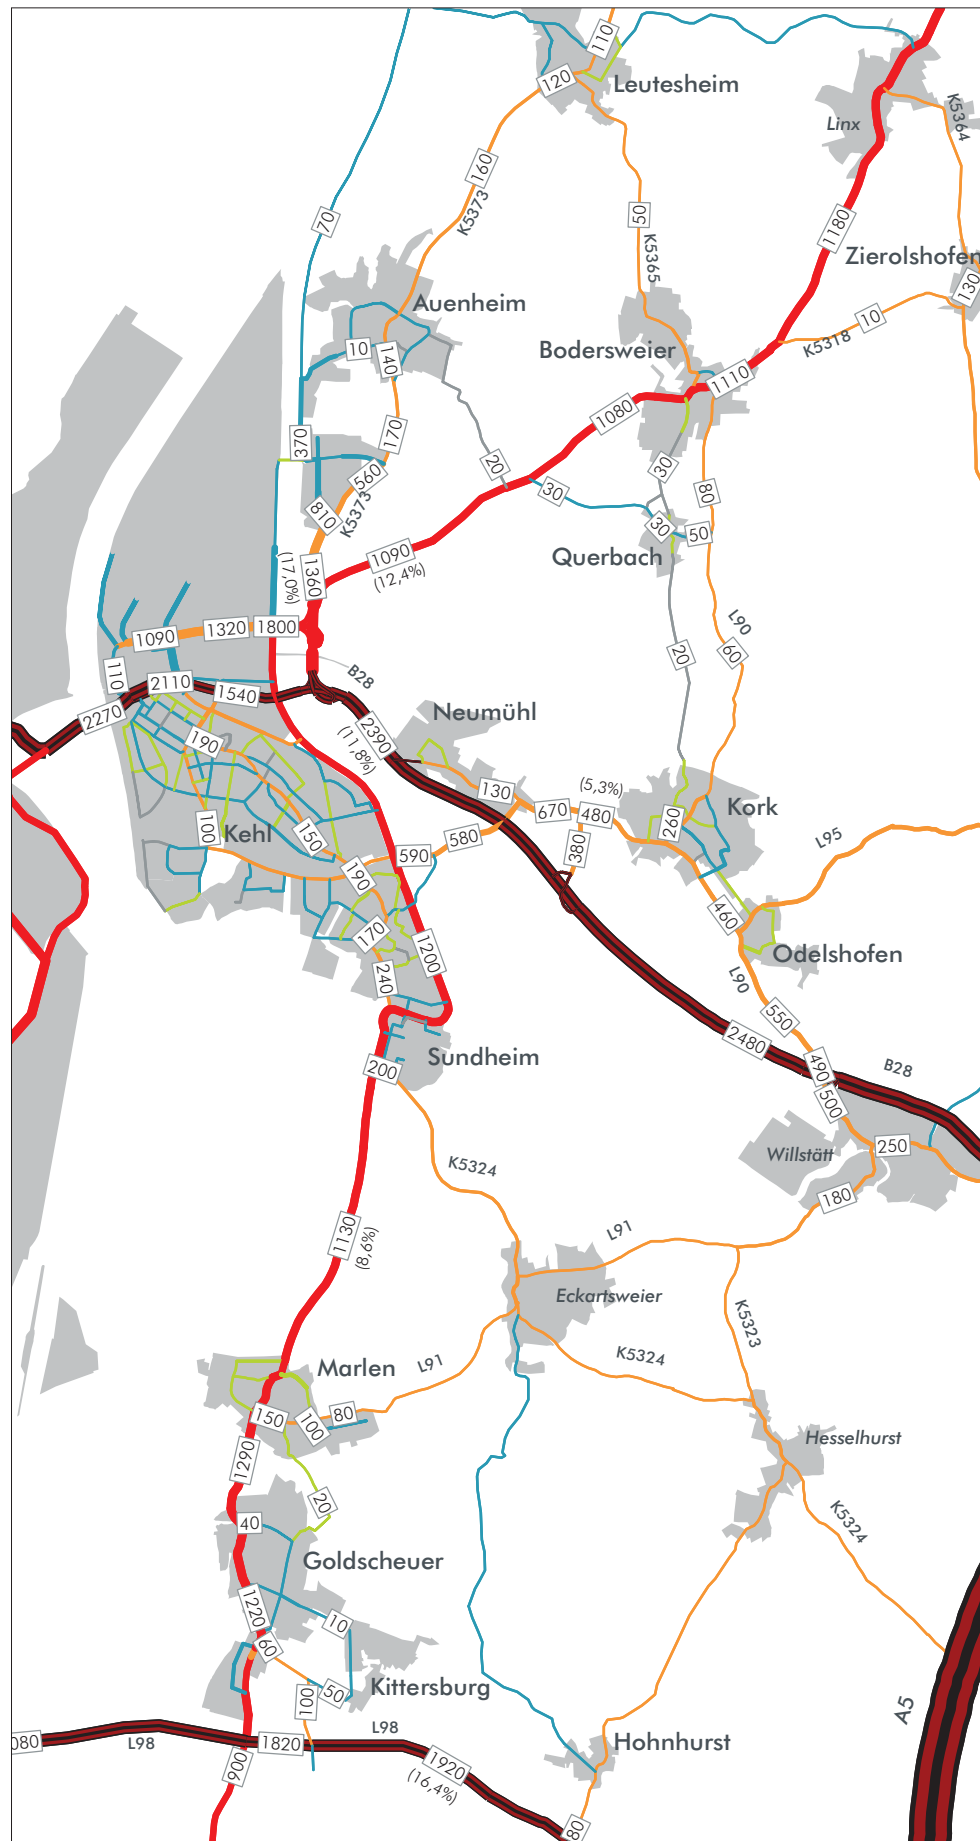 110
120
Leutesheim
Linx
K5364
160
K5373
70
50
K5365
1180
Zierolshofen
130
10
K5318
Auenheim
10
140
Bodersweier
1110
1080
170
370
20
30
30
80
560
810
K5373
30
50
Querbach
1090
(12,4%)
(17,0%)
1360
L90
1090
1320
1800
60
20
110
2110
1540
B28
2270
Neumühl
2390
(11,8%)
190
130
(5,3%)
670
480
260
Kork
L95
100
Kehl
150
580
590
380
190
460
170
1200
Odelshofen
240
L90
550
2480
Sundheim
200
490
B28
500
Willstätt
250
K5324
180
1130
(8,6%)
L91
Eckartsweier
K5323
Marlen
L91
K5324
150
100
80
Hesselhurst
1290
20
K5324
40
Goldscheuer
1220
10
60
50
100
Kittersburg
A5
080
L98
1820
L98
Hohnhurst
900
1920
(16,4%)
80